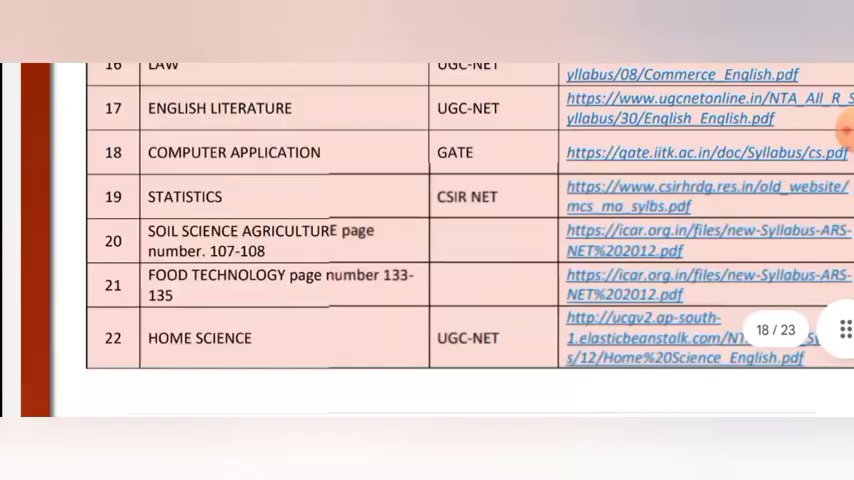 16 LAW UGC-NET
yllabus/08/Commerce_English.pdf
17 ENGLISH LITERATURE UGC-NET https://www.ugcnetonline.in/NTA_All_R_S
yllabus/30/English_English.pdf
18 COMPUTER APPLICATION GATE https://gate.iitk.ac.in/doc/Syllabus/cs.pdf
19 STATISTICS CSIR NET https://www.csirhrdg.res.in/old_website/
mcs_ma_sylbs.pdf
20 SOIL SCIENCE AGRICULTURE page https://icar.org.in/files/new-Syllabus-ARS-
number. 107-108 NET%202012.pdf
21 FOOD TECHNOLOGY page number 133- https://icar.org.in/files/new-Syllabus-ARS-
135 NET%202012.pdf
22 HOME SCIENCE UGC-NET http://ucgv2.ap-south-
1.elasticbeanstalk.com/
s/12/Home%20Science_English.pdf
18 / 23